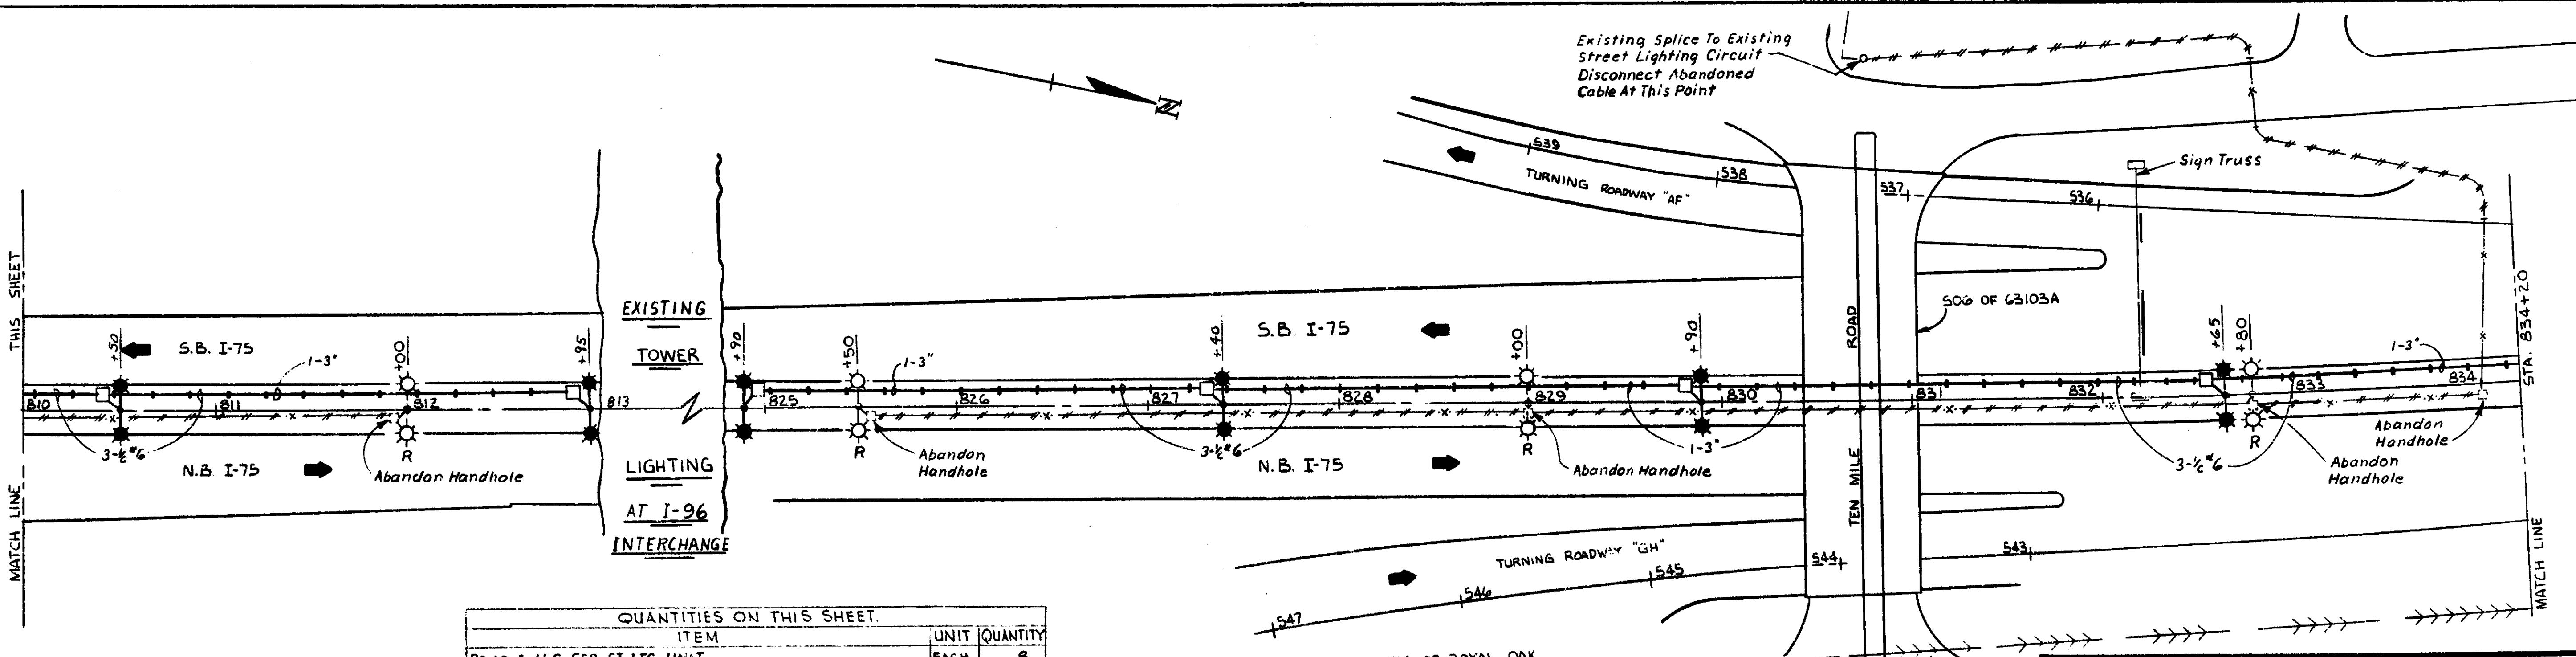 Existing Splice To Existing
Street Lighting Circuit
Disconnect Abandoned
Cable At This Point
N
539
538
537
536
TURNING ROADWAY "AF"
Sign Truss
MATCH LINE THIS SHEET
EXISTING
TOWER
LIGHTING
AT I-96
INTERCHANGE
S.B. I-75
S.B. I-75
SO6 OF 63103A
+50
+00
+95
+90
+50
+40
+00
+90
+65
+80
1-3"
1-3"
1-3"
810
811
812
813
825
826
827
828
829
830
831
832
833
834
3-1/c #6
R
Abandon Handhole
N.B. I-75
R
Abandon
Handhole
3-1/c #6
N.B. I-75
R
Abandon Handhole
1-3"
3-1/c #6
R
Abandon
Handhole
Abandon
Handhole
TEN MILE ROAD
MATCH LINE STA. 834+20
TURNING ROADWAY "GH"
547
546
545
544
543
QUANTITIES ON THIS SHEET.
ITEM UNIT QUANTITY